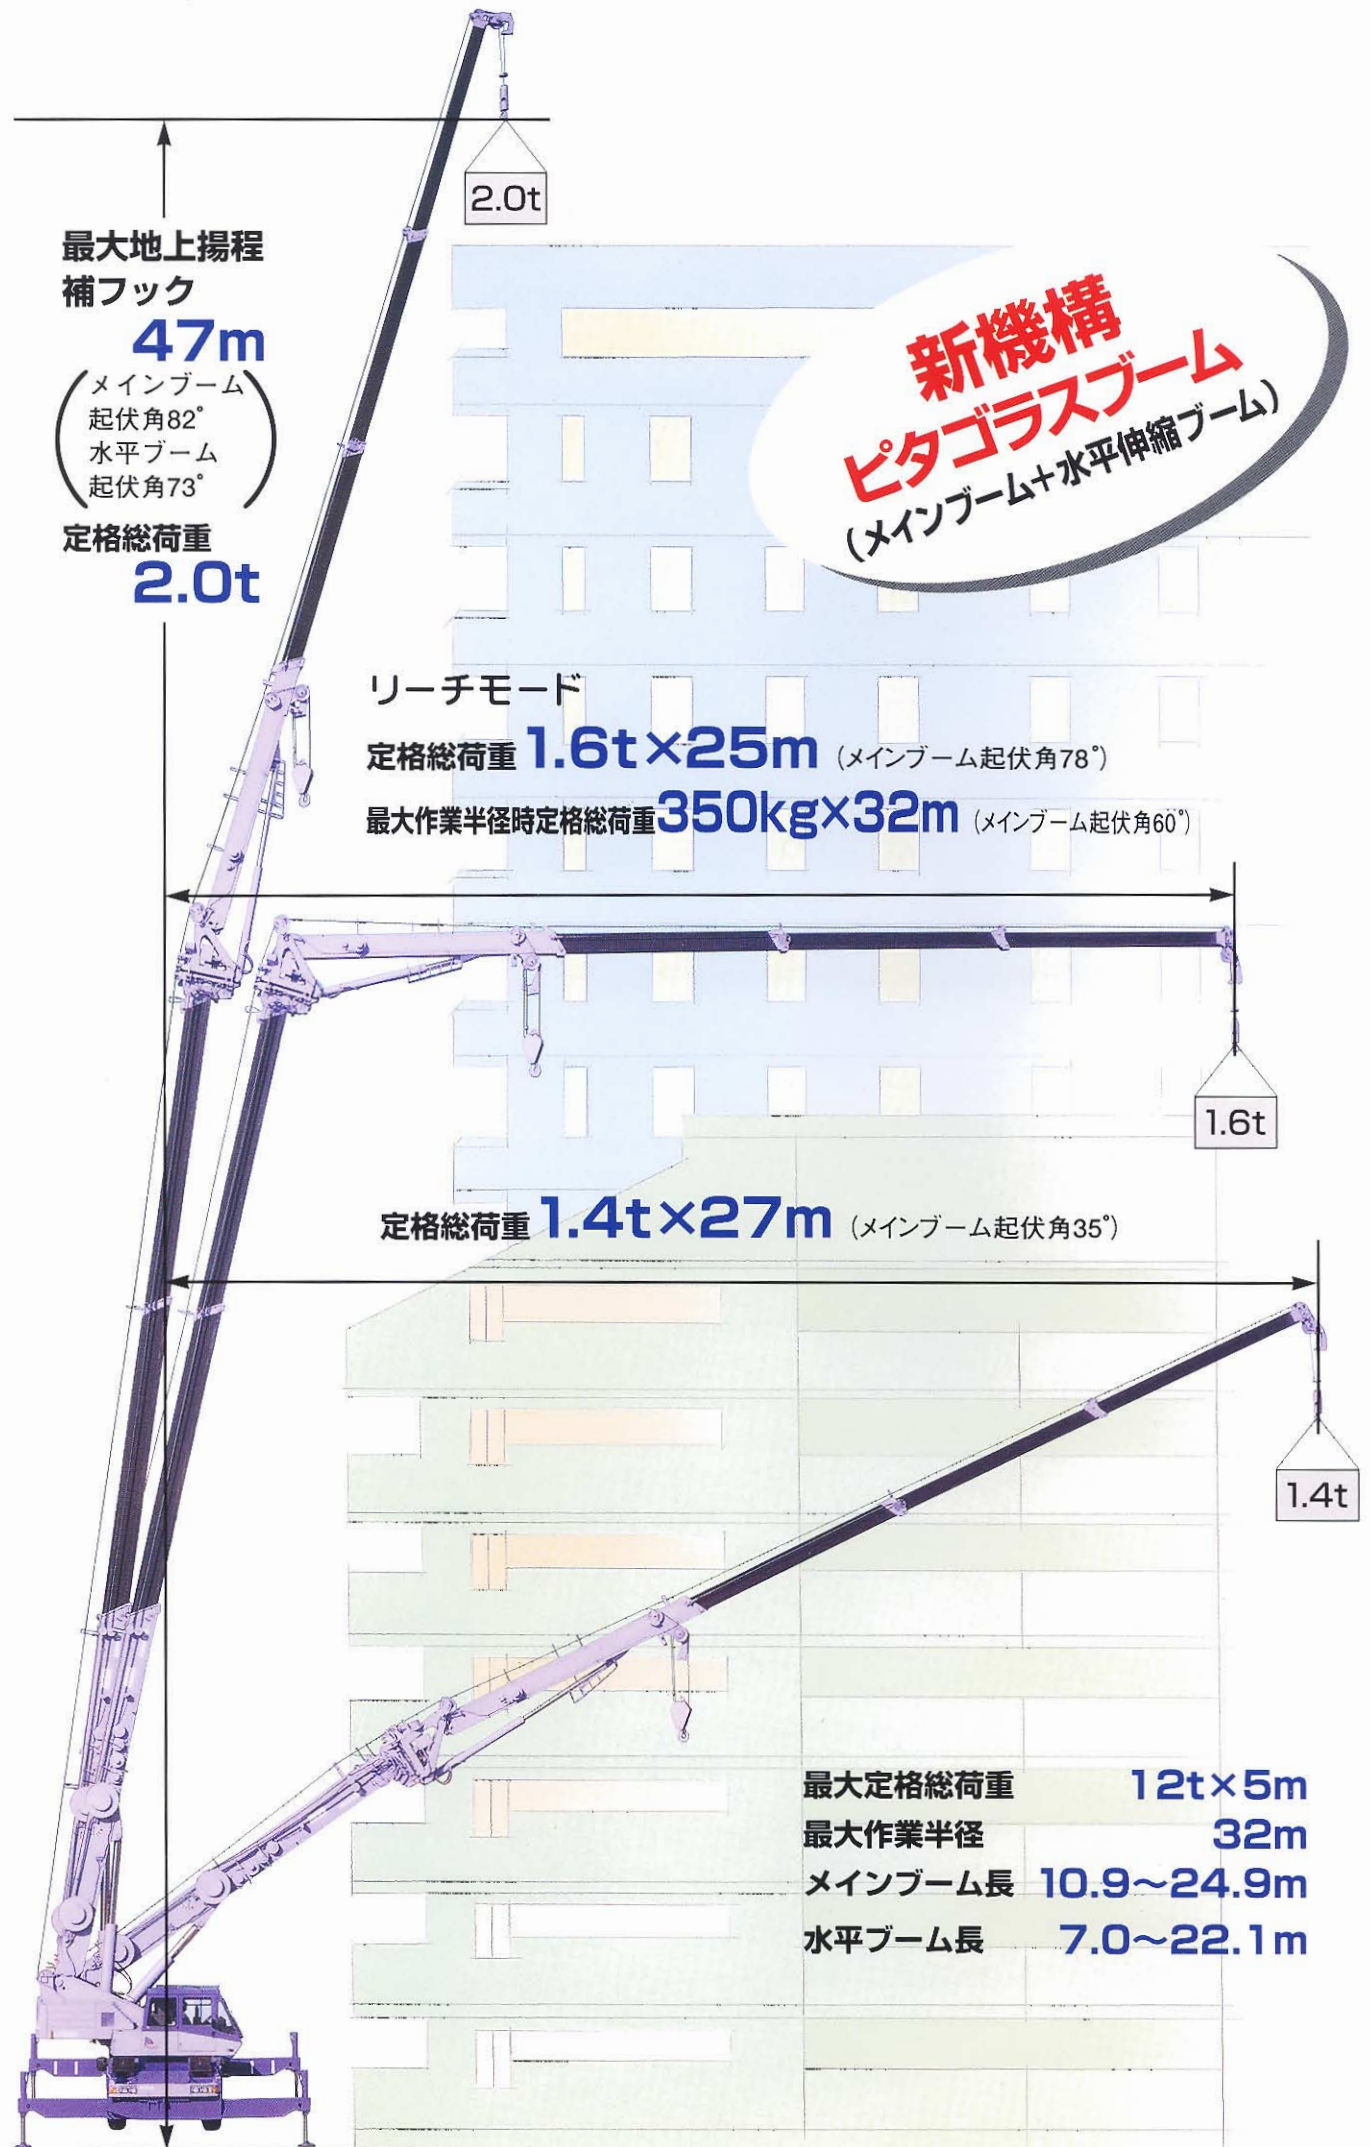 2.0t
最大地上揚程
補フック
47m
(メインブーム
起伏角82°
水平ブーム
起伏角73°)
定格総荷重
2.0t
新機構
ピタゴラスブーム
(メインブーム+水平伸縮ブーム)
リーチモード
定格総荷重 1.6t×25m (メインブーム起伏角78°)
最大作業半径時定格総荷重350kg×32m (メインブーム起伏角60°)
1.6t
定格総荷重 1.4t×27m (メインブーム起伏角35°)
1.4t
最大定格総荷重 12t×5m
最大作業半径 32m
メインブーム長 10.9〜24.9m
水平ブーム長 7.0〜22.1m